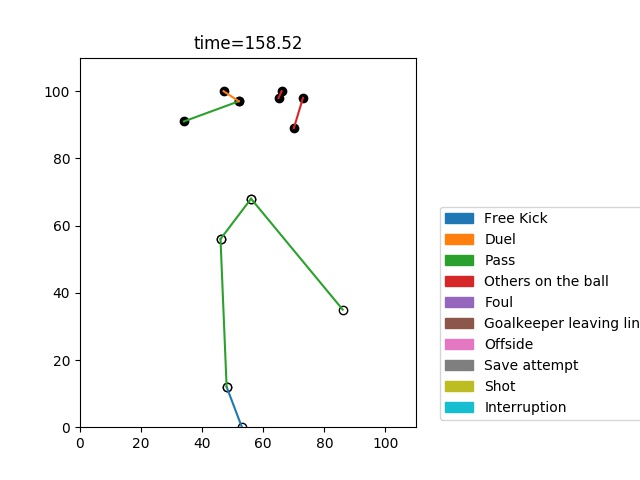 time=158.52
100
80
60
40
20
0
0 20 40 60 80 100
Free Kick
Duel
Pass
Others on the ball
Foul
Goalkeeper leaving lin
Offside
Save attempt
Shot
Interruption